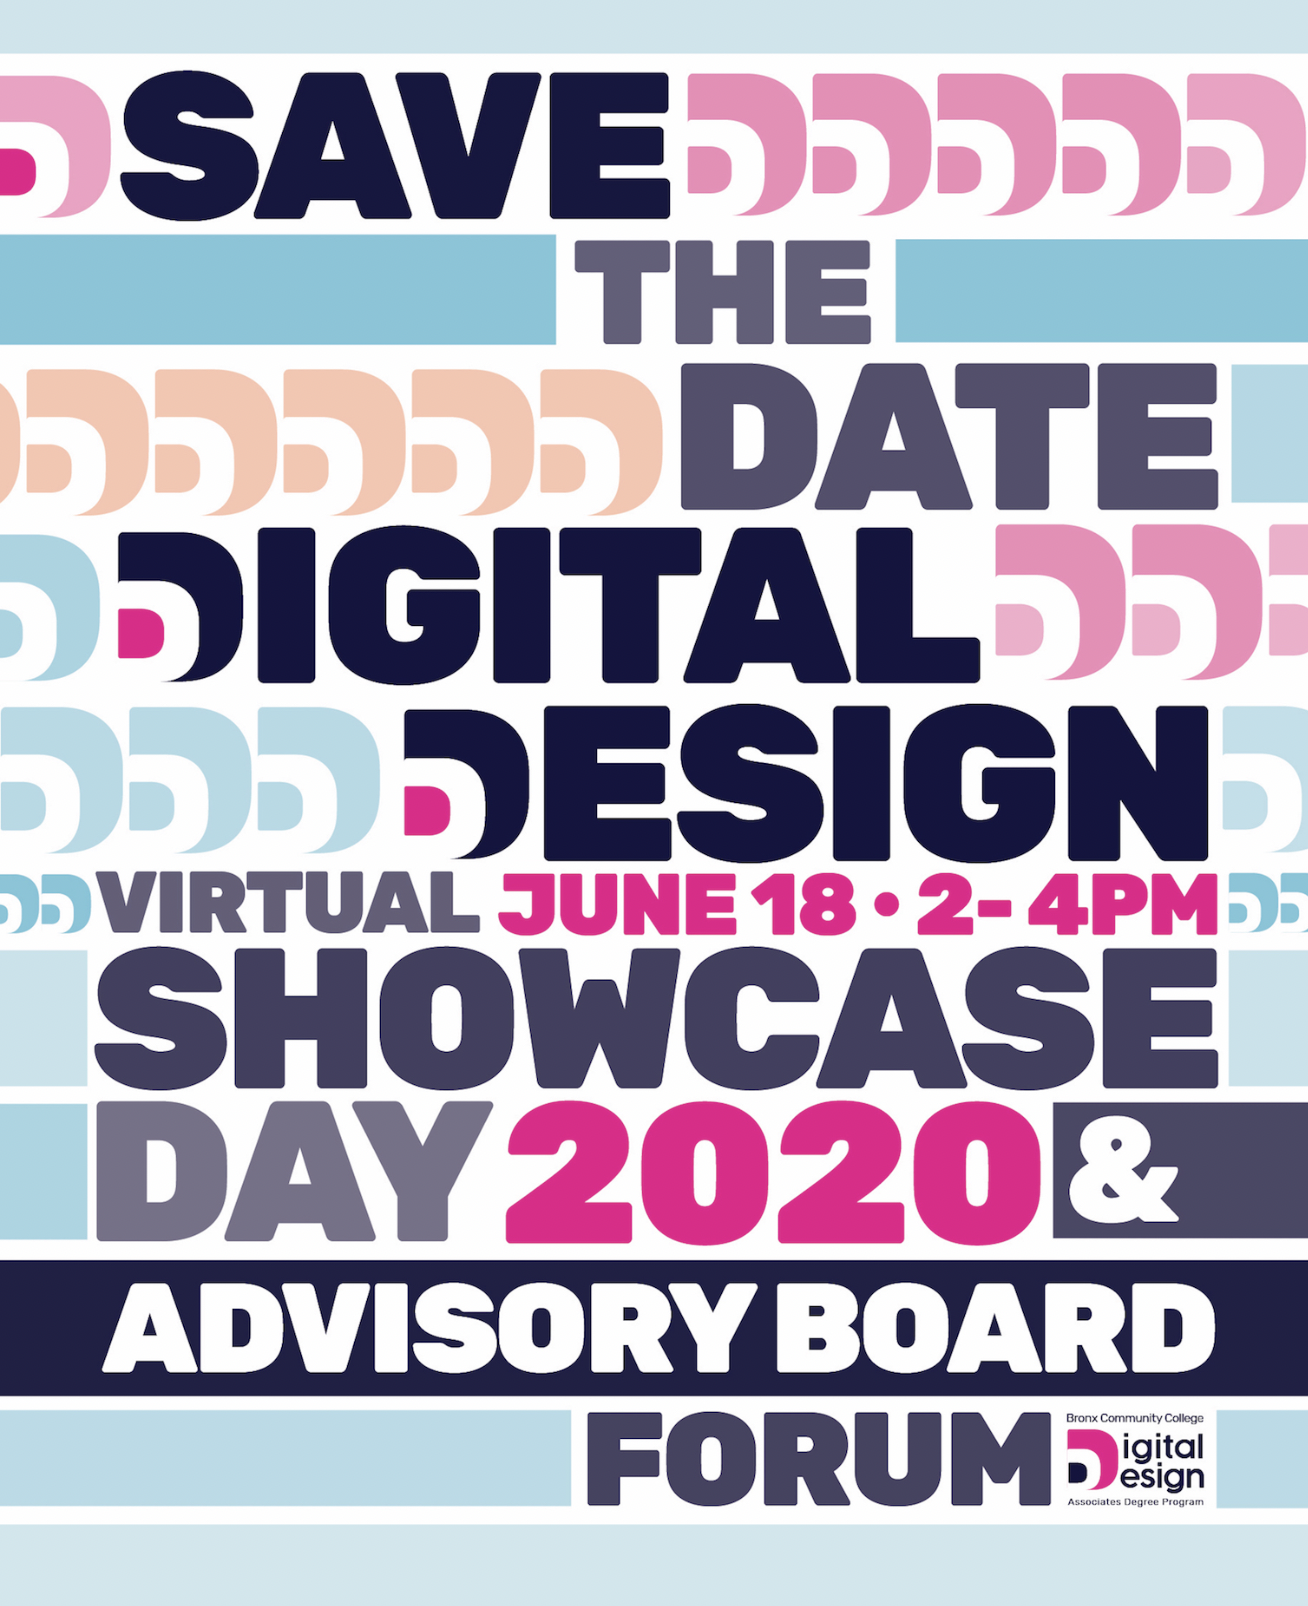 SAVE
THE
DATE
DIGITAL
DESIGN
VIRTUAL JUNE 18 • 2- 4PM
SHOWCASE
DAY 2020 &
ADVISORY BOARD
FORUM
Bronx Community College
Digital
Design
Associates Degree Program